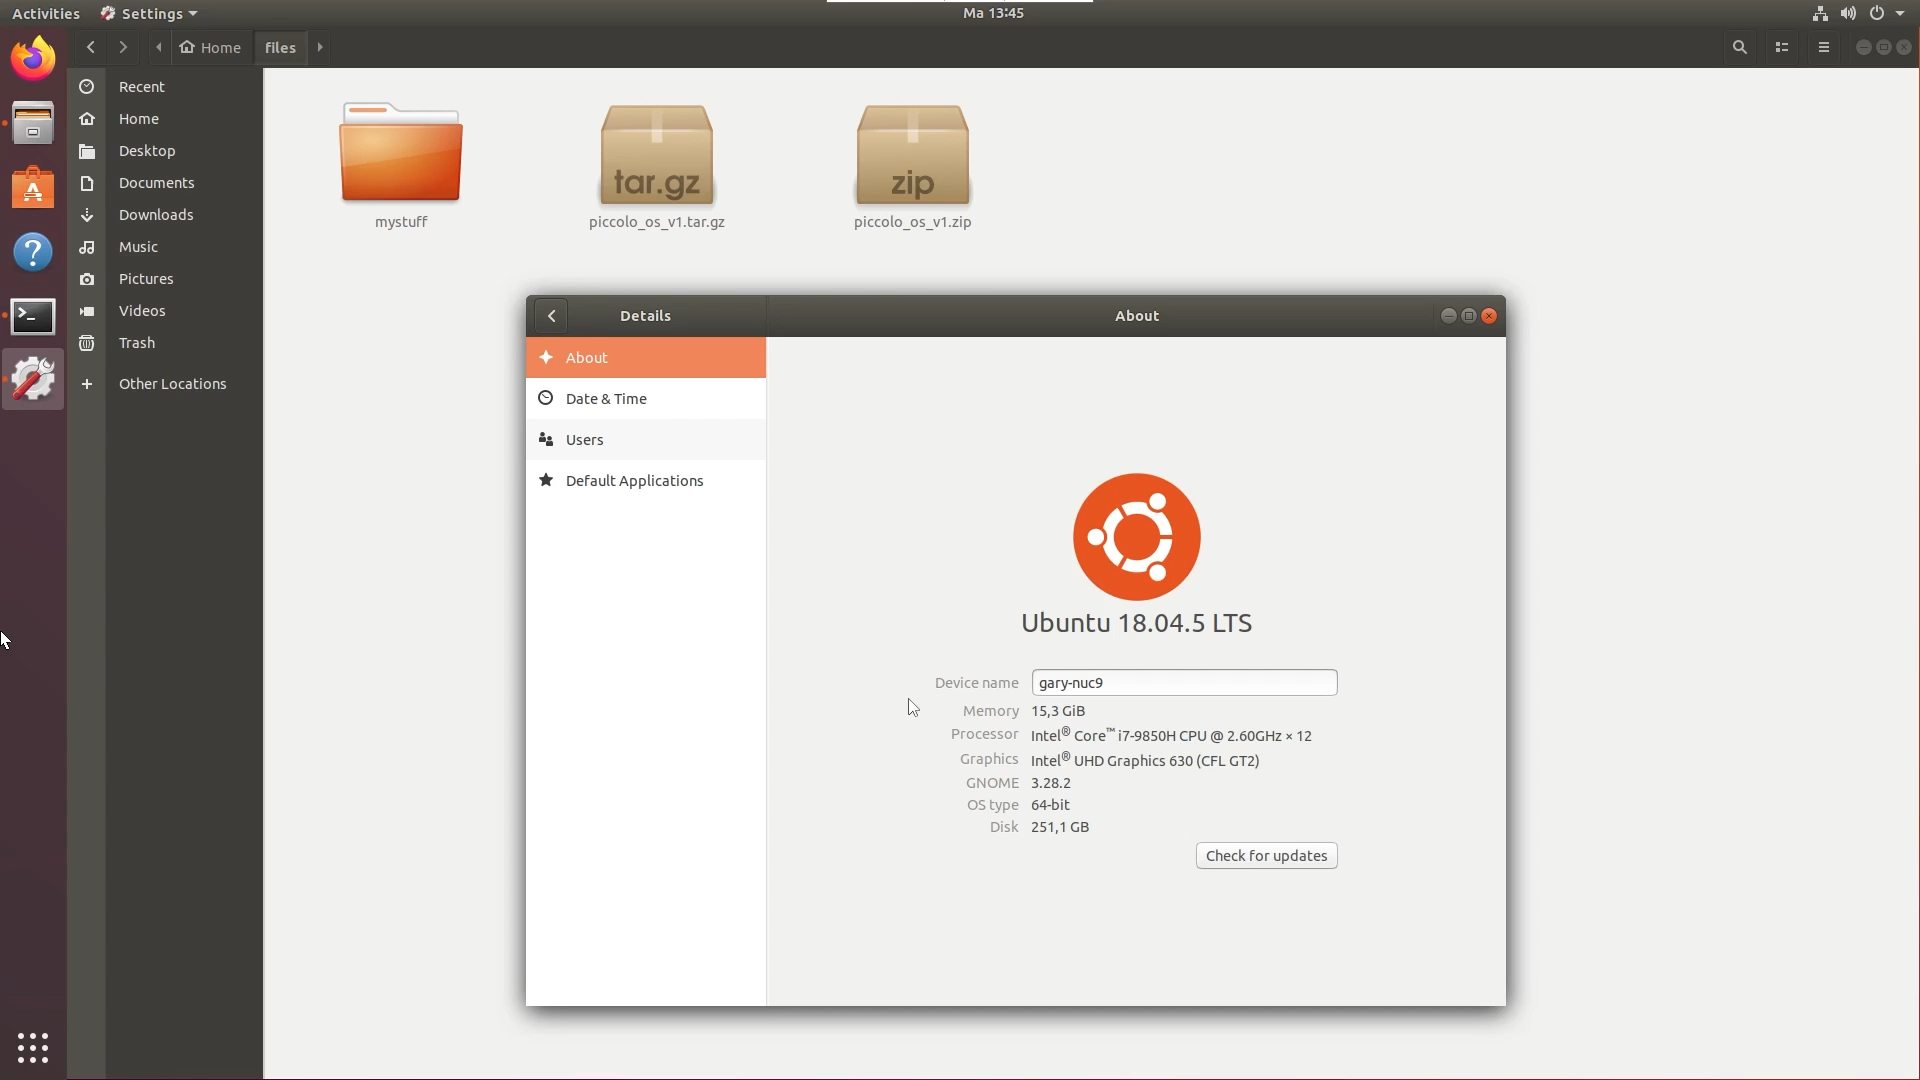 Activities Settings Ma 13:45
Home files
Recent
Home
Desktop
Documents
Downloads
Music
Pictures
Videos
Trash
Other Locations
tar.gz zip
mystuff piccolo_os_v1.tar.gz piccolo_os_v1.zip
Details About
About
Date & Time
Users
Default Applications
Ubuntu 18.04.5 LTS
Device name gary-nuc9
Memory 15,3 GiB
Processor Intel® Core™ i7-9850H CPU @ 2.60GHz × 12
Graphics Intel® UHD Graphics 630 (CFL GT2)
GNOME 3.28.2
OS type 64-bit
Disk 251,1 GB
Check for updates